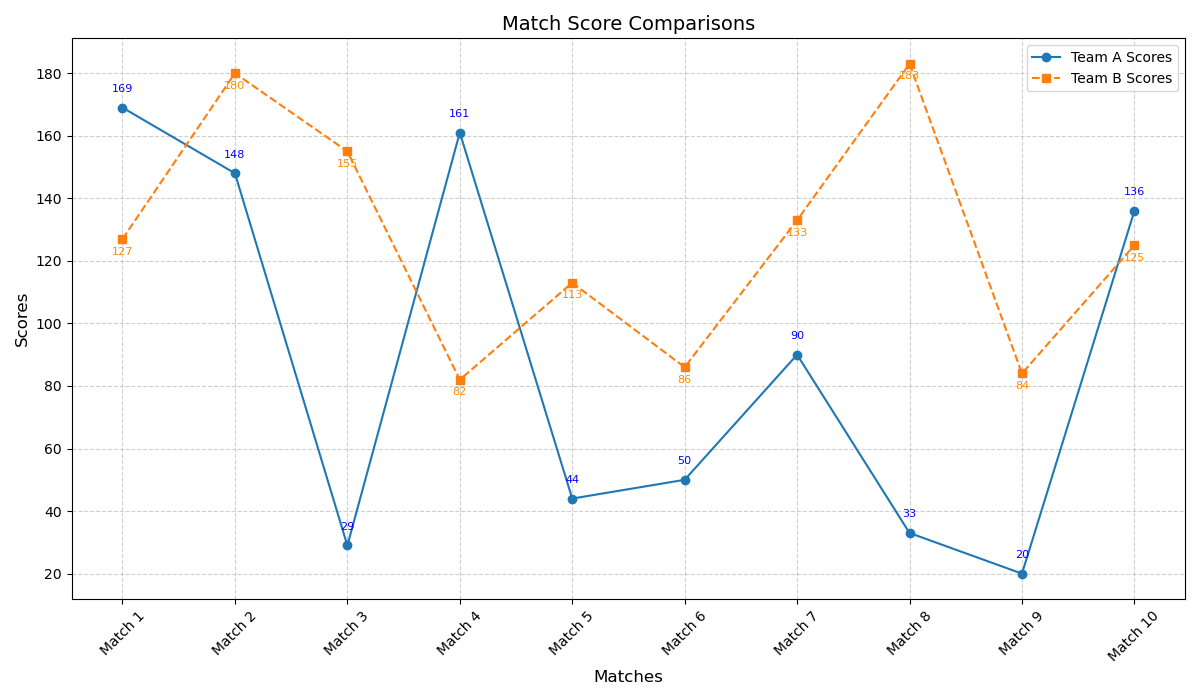 Match Score Comparisons
Team A Scores
Team B Scores
Scores
180
160
140
120
100
80
60
40
20
169
148
29
161
44
50
90
33
20
136
127
180
155
82
113
86
133
183
84
125
Match 1
Match 2
Match 3
Match 4
Match 5
Match 6
Match 7
Match 8
Match 9
Match 10
Matches